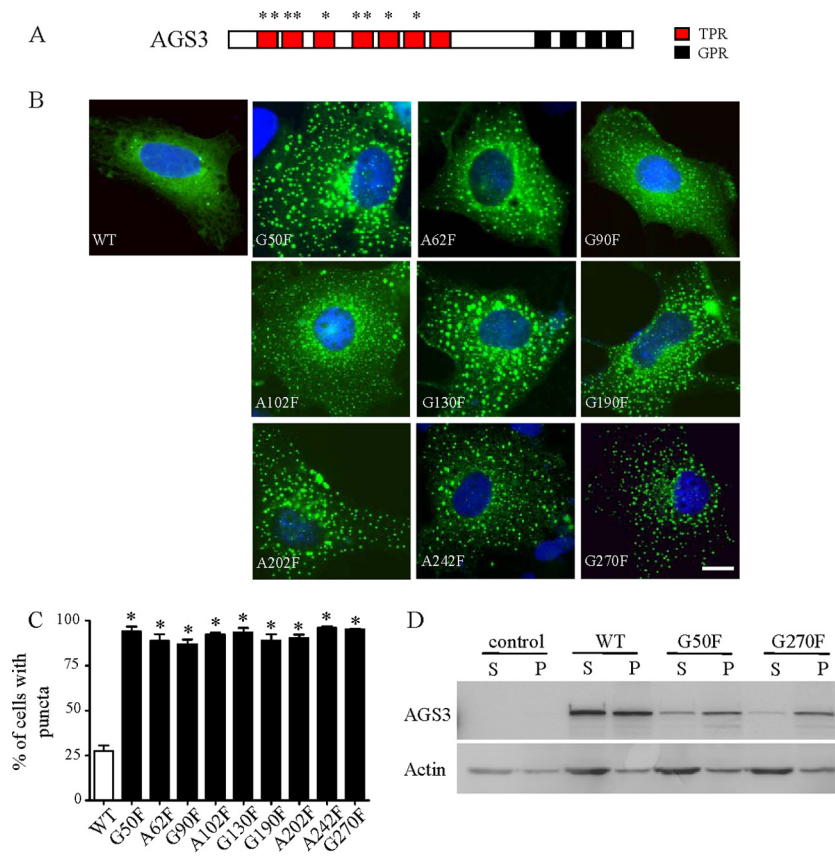 ** ** * ** * *
A AGS3 TPR
GPR
B
WT G50F A62F G90F
A102F G130F G190F
A202F A242F G270F
C
% of cells with puncta
100
75
50
25
0
* * * * * * * * *
WT G50F A62F G90F A102F G130F G190F A202F A242F G270F
D
control WT G50F G270F
S P S P S P S P
AGS3
Actin